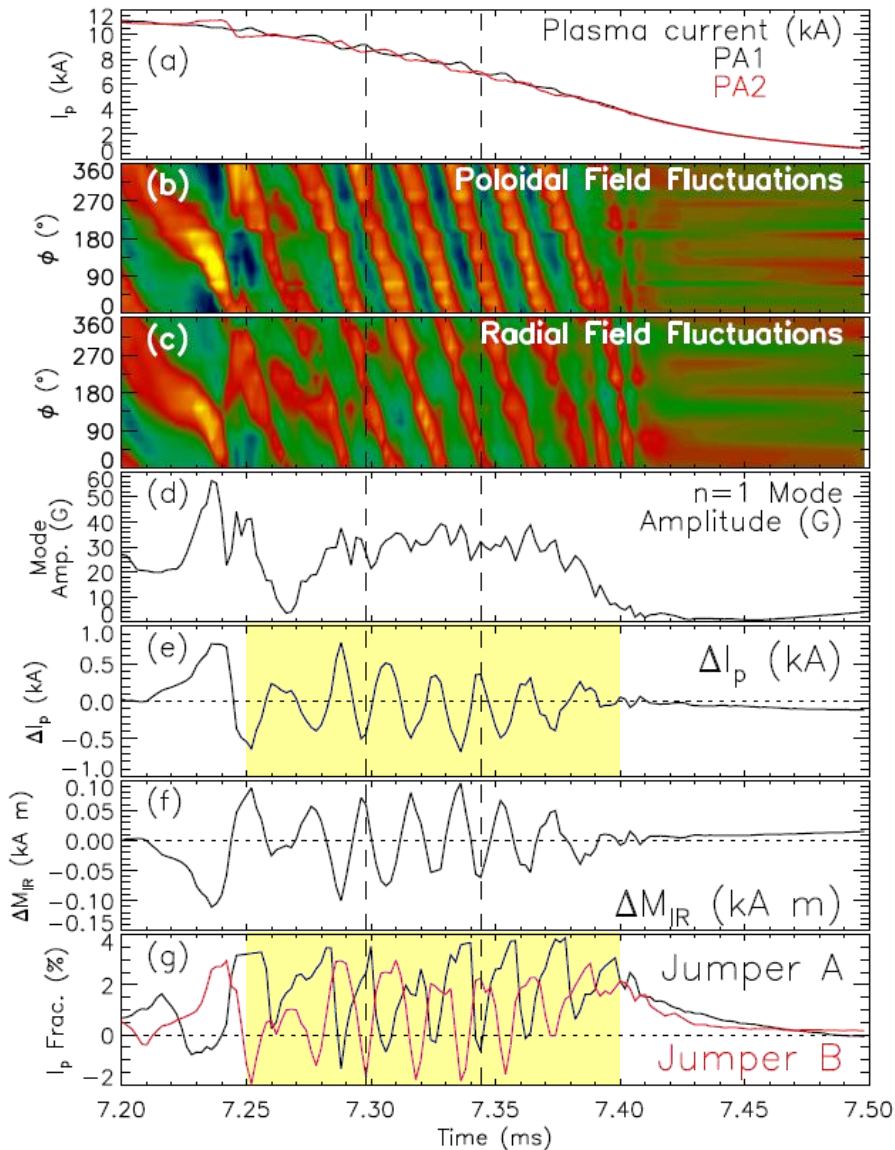 12
10
8
6
4
2
0
I_p (kA)
(a)
Plasma current (kA)
PA1
PA2
360
270
180
90
0
ϕ (°)
(b)
Poloidal Field Fluctuations
360
270
180
90
0
ϕ (°)
(c)
Radial Field Fluctuations
60
50
40
30
20
10
0
Mode
Amp. (G)
(d)
n=1 Mode
Amplitude (G)
1.0
0.5
0.0
−0.5
−1.0
ΔI_p (kA)
(e)
ΔI_p (kA)
0.10
0.05
0.00
−0.05
−0.10
−0.15
ΔM_IR (kA m)
(f)
ΔM_IR (kA m)
4
2
0
−2
I_p Frac. (%)
(g)
Jumper A
Jumper B
7.20 7.25 7.30 7.35 7.40 7.45 7.50
Time (ms)